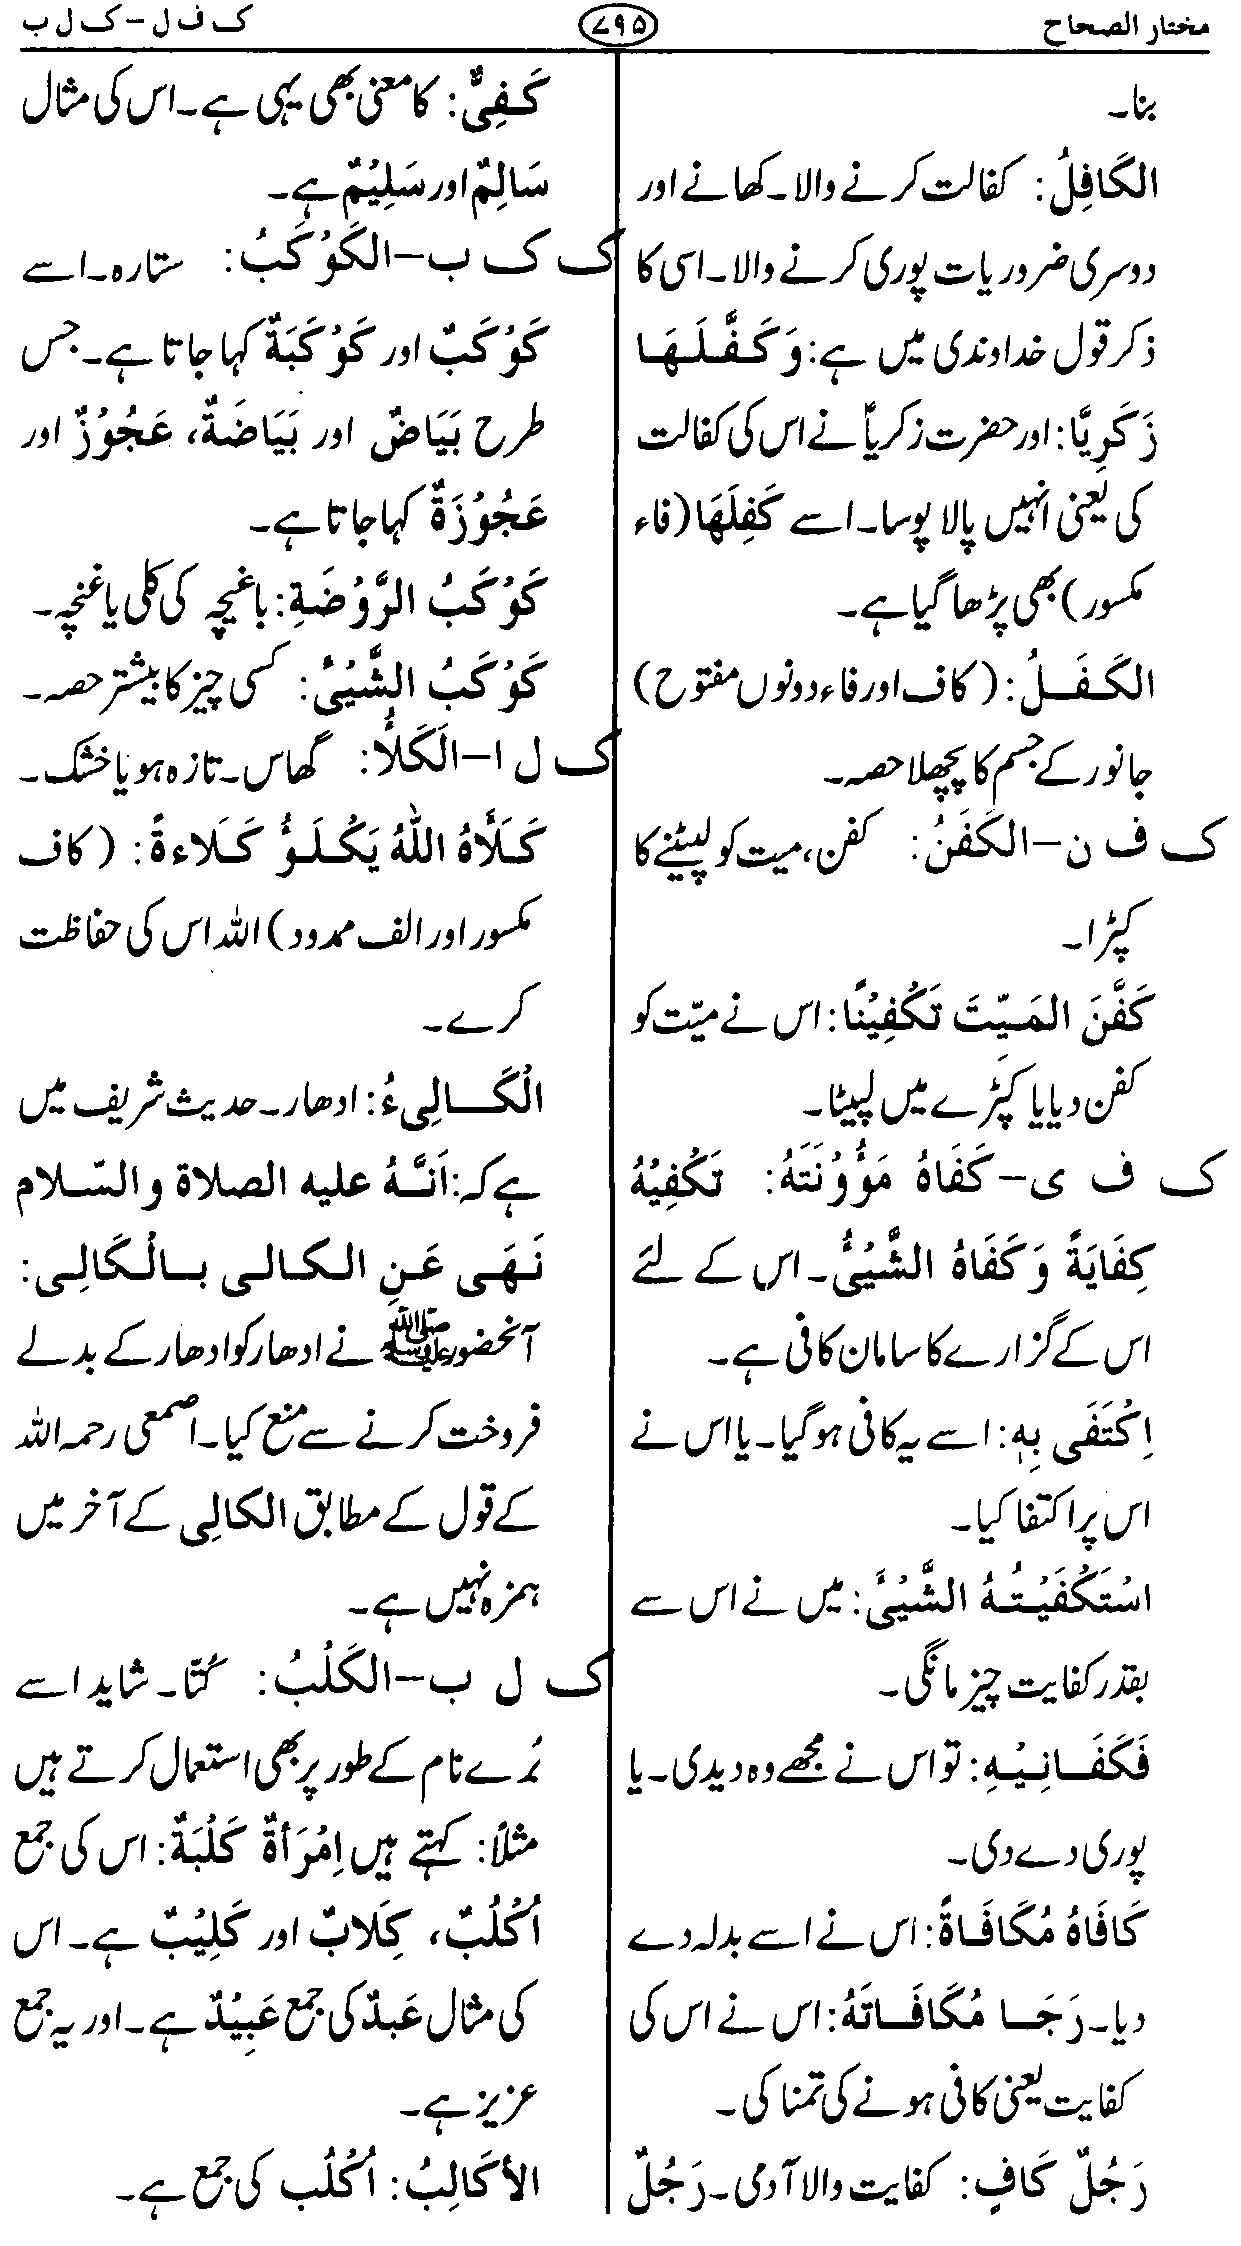 مختار الصحاح
۷۹۵
ک ف ل – ک ل ب
بنا۔
الکَافِلُ: کفالت کرنے والا۔ کھانے اور
دوسری ضروریات پوری کرنے والا۔ اسی کا
ذکر قول خداوندی میں ہے: وَکَفَّلَهَا
زَکَرِیَّا: اور حضرت زکریاؑ نے اس کی کفالت
کی یعنی انہیں پالا پوسا۔ اسے کَفِلَهَا (فاء
مکسور) بھی پڑھا گیا ہے۔
الکَفَلُ: (کاف اور فاء دونوں مفتوح)
جانور کے جسم کا پچھلا حصہ۔
ک ف ن – الکَفَنُ: کفن، میت کو لپیٹنے کا
کپڑا۔
کَفَّنَ المَیِّتَ تَکْفِیْنًا: اس نے میّت کو
کفن دیا یا کپڑے میں لپیٹا۔
ک ف ی – کَفَاهُ مَؤُوْنَتَهُ: تَکْفِیْهُ
کِفَایَةً وَکَفَاهُ الشَّیْئُ۔ اس کے لئے
اس کے گزارے کا سامان کافی ہے۔
اِکْتَفَی بِهٖ: اسے یہ کافی ہو گیا۔ یا اس نے
اس پر اکتفا کیا۔
اسْتَکْفَیْتُهُ الشَّیْئَ: میں نے اس سے
بقدر کفایت چیز مانگی۔
فَکَفَانِیْهِ: تو اس نے مجھے وہ دیدی۔ یا
پوری دے دی۔
کَافَاهُ مُکَافَاةً: اس نے اسے بدلہ دے
دیا۔ رَجَا مُکَافَاتَهُ: اس نے اس کی
کفایت یعنی کافی ہونے کی تمنا کی۔
رَجُلٌ کَافٍ: کفایت والا آدمی۔ رَجُلٌ
کَفِیٌّ: کا معنی بھی یہی ہے۔ اس کی مثال
سَالِمٌ اور سَلِیْمٌ ہے۔
ک ک ب – الکَوْکَبُ: ستارہ۔ اسے
کَوْکَبٌ اور کَوْکَبَةٌ کہا جاتا ہے۔ جس
طرح بَیَاضٌ اور بَیَاضَةٌ، عَجُوْزٌ اور
عَجُوْزَةٌ کہا جاتا ہے۔
کَوْکَبُ الرَّوْضَةِ: باغیچہ کی کلی یا غنچہ۔
کَوْکَبُ الشَّیْئِ: کسی چیز کا بیشتر حصہ۔
ک ل ا – الکَلَأُ: گھاس۔ تازہ ہو یا خشک۔
کَلَأَهُ اللّٰهُ یَکْلَؤُ کَلَاءةً: (کاف
مکسور اور الف ممدود) اللہ اس کی حفاظت
کرے۔
الْکَالِیءُ: ادھار۔ حدیث شریف میں
ہے کہ: اَنَّهُ علیه الصلاة والسّلام
نَهَی عَنِ الکالی بِالْکَالِی:
آنحضور ﷺ نے ادھار کو ادھار کے بدلے
فروخت کرنے سے منع کیا۔ اصمعی رحمہ اللہ
کے قول کے مطابق الکالِی کے آخر میں
ہمزہ نہیں ہے۔
ک ل ب – الکَلْبُ: کُتّا۔ شاید اسے
بُرے نام کے طور پر بھی استعمال کرتے ہیں
مثلاً: کہتے ہیں اِمْرَأةٌ کَلْبَةٌ: اس کی جمع
اَکْلُبٌ، کِلَابٌ اور کَلِیْبٌ ہے۔ اس
کی مثال عَبدٌ کی جمع عَبِیْدٌ ہے۔ اور یہ جمع
عزیز ہے۔
الأکَالِبُ: اَکْلُب کی جمع ہے۔